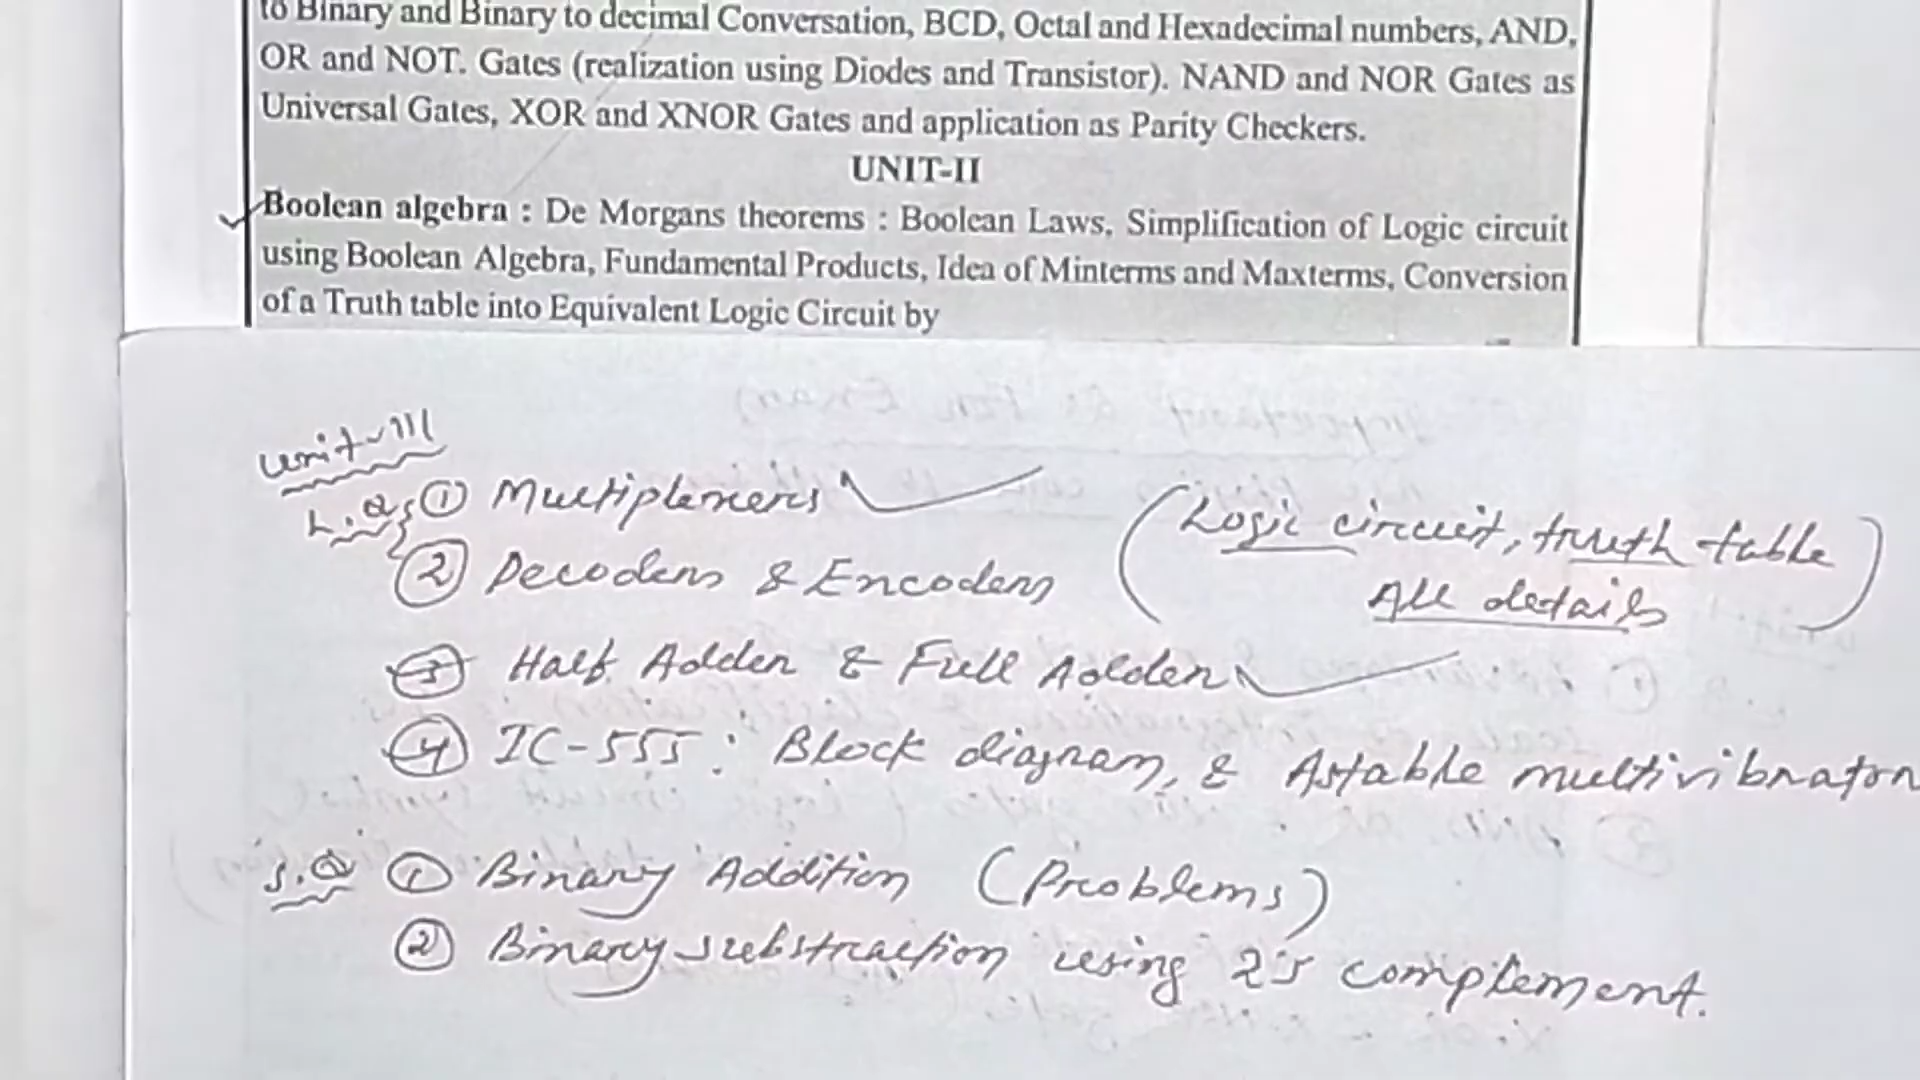 to Binary and Binary to decimal Conversation, BCD, Octal and Hexadecimal numbers, AND,
OR and NOT. Gates (realization using Diodes and Transistor). NAND and NOR Gates as
Universal Gates, XOR and XNOR Gates and application as Parity Checkers.
UNIT-II
Boolean algebra : De Morgans theorems : Boolean Laws, Simplification of Logic circuit
using Boolean Algebra, Fundamental Products, Idea of Minterms and Maxterms, Conversion
of a Truth table into Equivalent Logic Circuit by
Unit-III
L.Q ① Multiplexers
(Logic circuit, truth table
② Decoders & Encoders
All details)
③ Half Adder & Full Adder
④ IC-555: Block diagram, & Astable multivibrator
S.Q ① Binary Addition (Problems)
② Binary substraction using 2's complement.